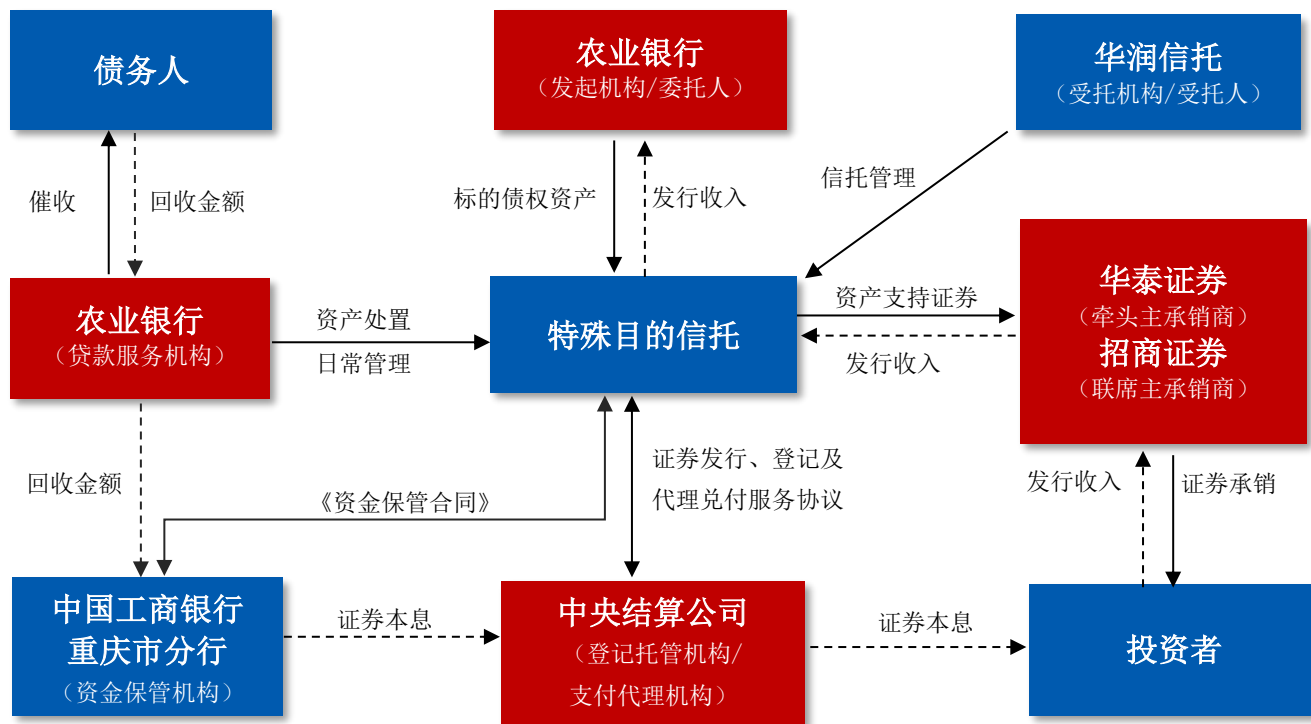 债务人
农业银行
（发起机构/委托人）
华润信托
（受托机构/受托人）
催收
回收金额
标的债权资产
发行收入
信托管理
农业银行
（贷款服务机构）
资产处置
日常管理
特殊目的信托
资产支持证券
发行收入
华泰证券
（牵头主承销商）
招商证券
（联席主承销商）
回收金额
《资金保管合同》
证券发行、登记及
代理兑付服务协议
发行收入
证券承销
中国工商银行
重庆市分行
（资金保管机构）
证券本息
中央结算公司
（登记托管机构/
支付代理机构）
证券本息
投资者